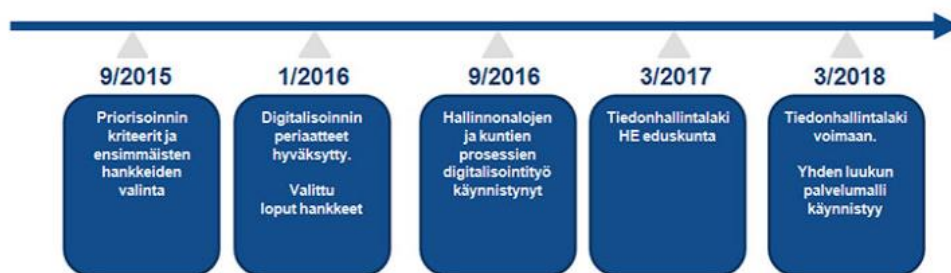 9/2015
Priorisoinnin
kriteerit ja
ensimmäisten
hankkeiden
valinta
1/2016
Digitalisoinnin
periaatteet
hyväksytty.
Valittu
loput hankkeet
9/2016
Hallinnonalojen
ja kuntien
prosessien
digitalisointityö
käynnistynyt
3/2017
Tiedonhallintalaki
HE eduskunta
3/2018
Tiedonhallintalaki
voimaan.
Yhden luukun
palvelumalli
käynnistyy